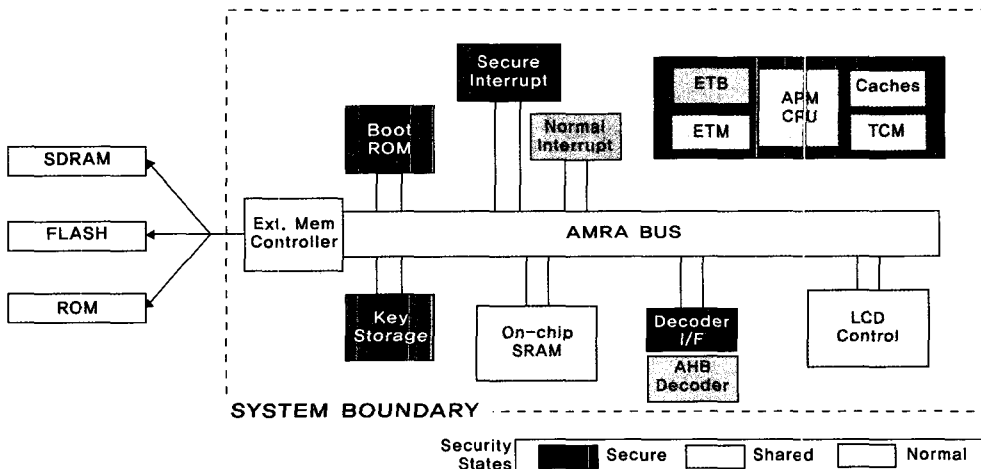 Secure
Interrupt
ETB
ETM
APM
CPU
Caches
TCM
Boot
ROM
Normal
Interrupt
SDRAM
FLASH
ROM
Ext. Mem
Controller
AMRA BUS
Key
Storage
On-chip
SRAM
Decoder
I/F
AHB
Decoder
LCD
Control
SYSTEM BOUNDARY
Security
States
Secure
Shared
Normal